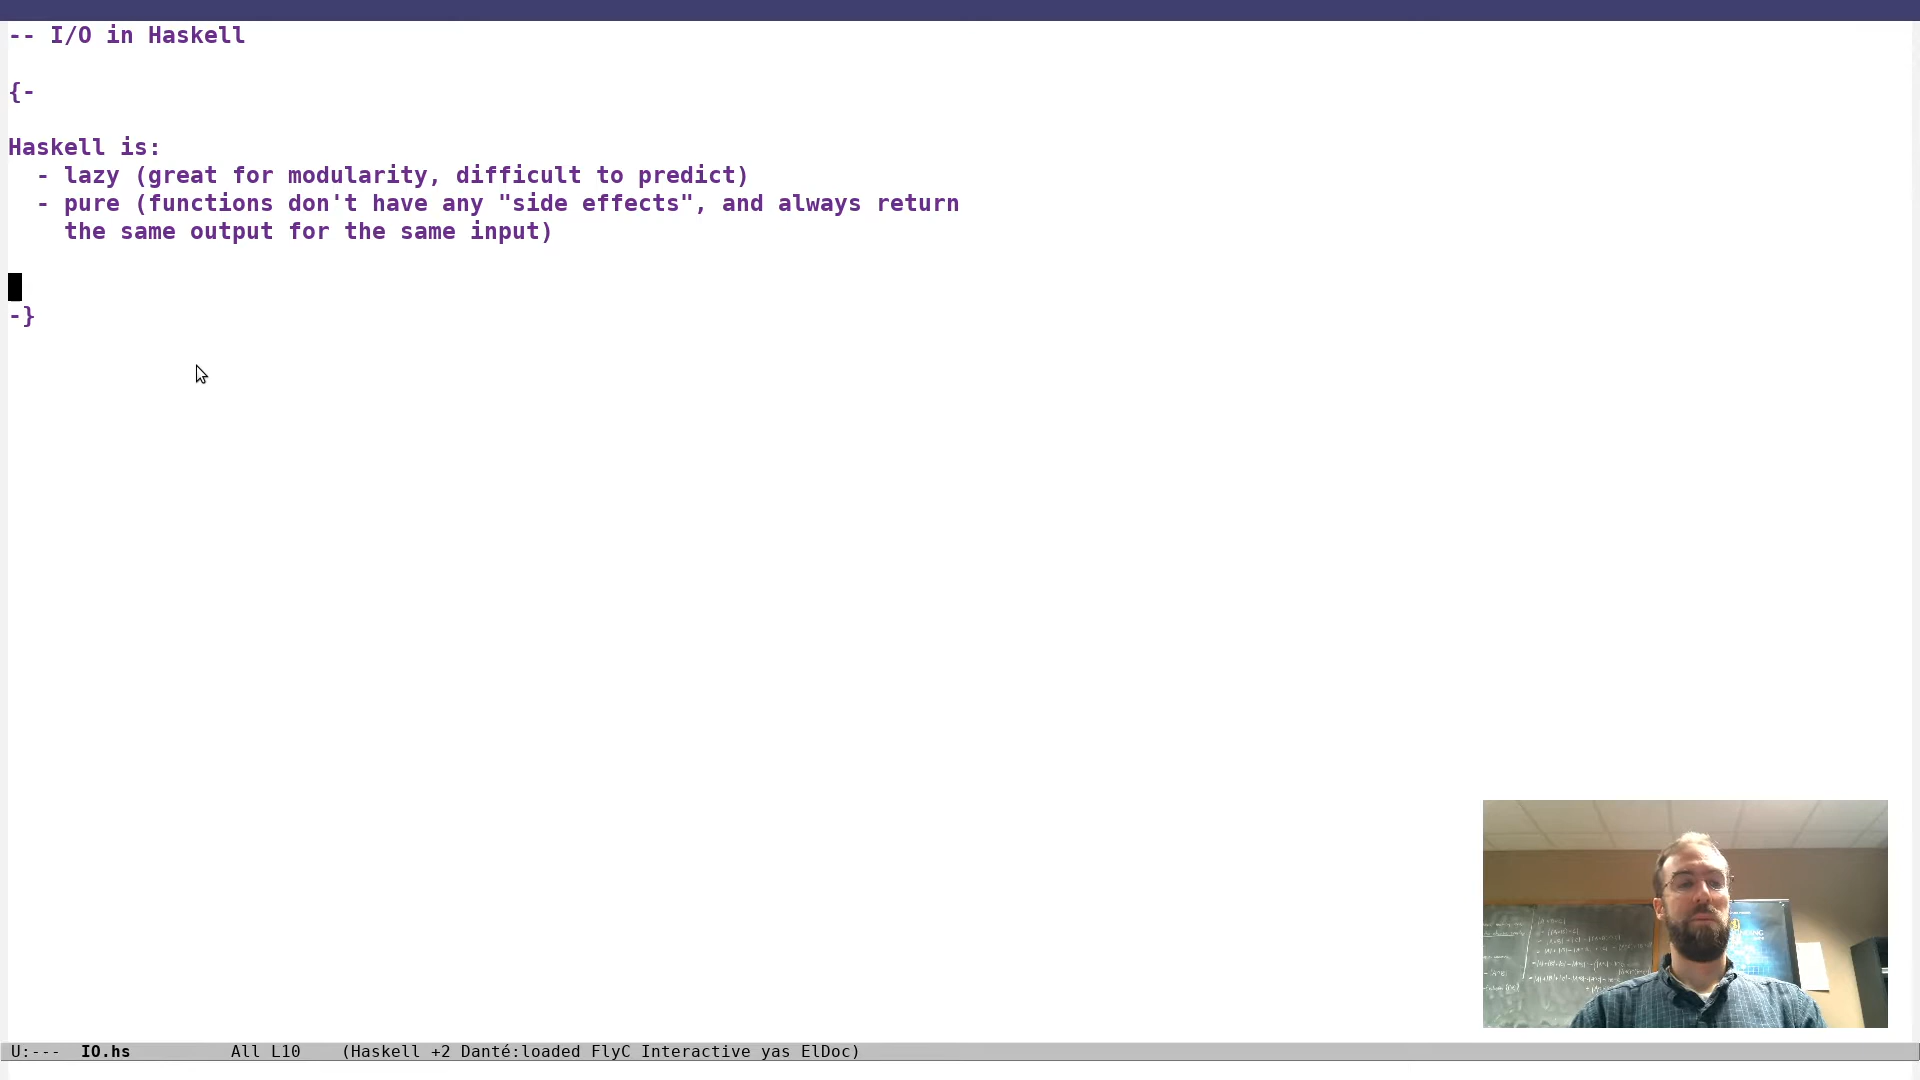 -- I/O in Haskell
{-
Haskell is:
  - lazy (great for modularity, difficult to predict)
  - pure (functions don't have any "side effects", and always return
    the same output for the same input)
-}
U:---  IO.hs          All L10    (Haskell +2 Danté:loaded FlyC Interactive yas ElDoc)